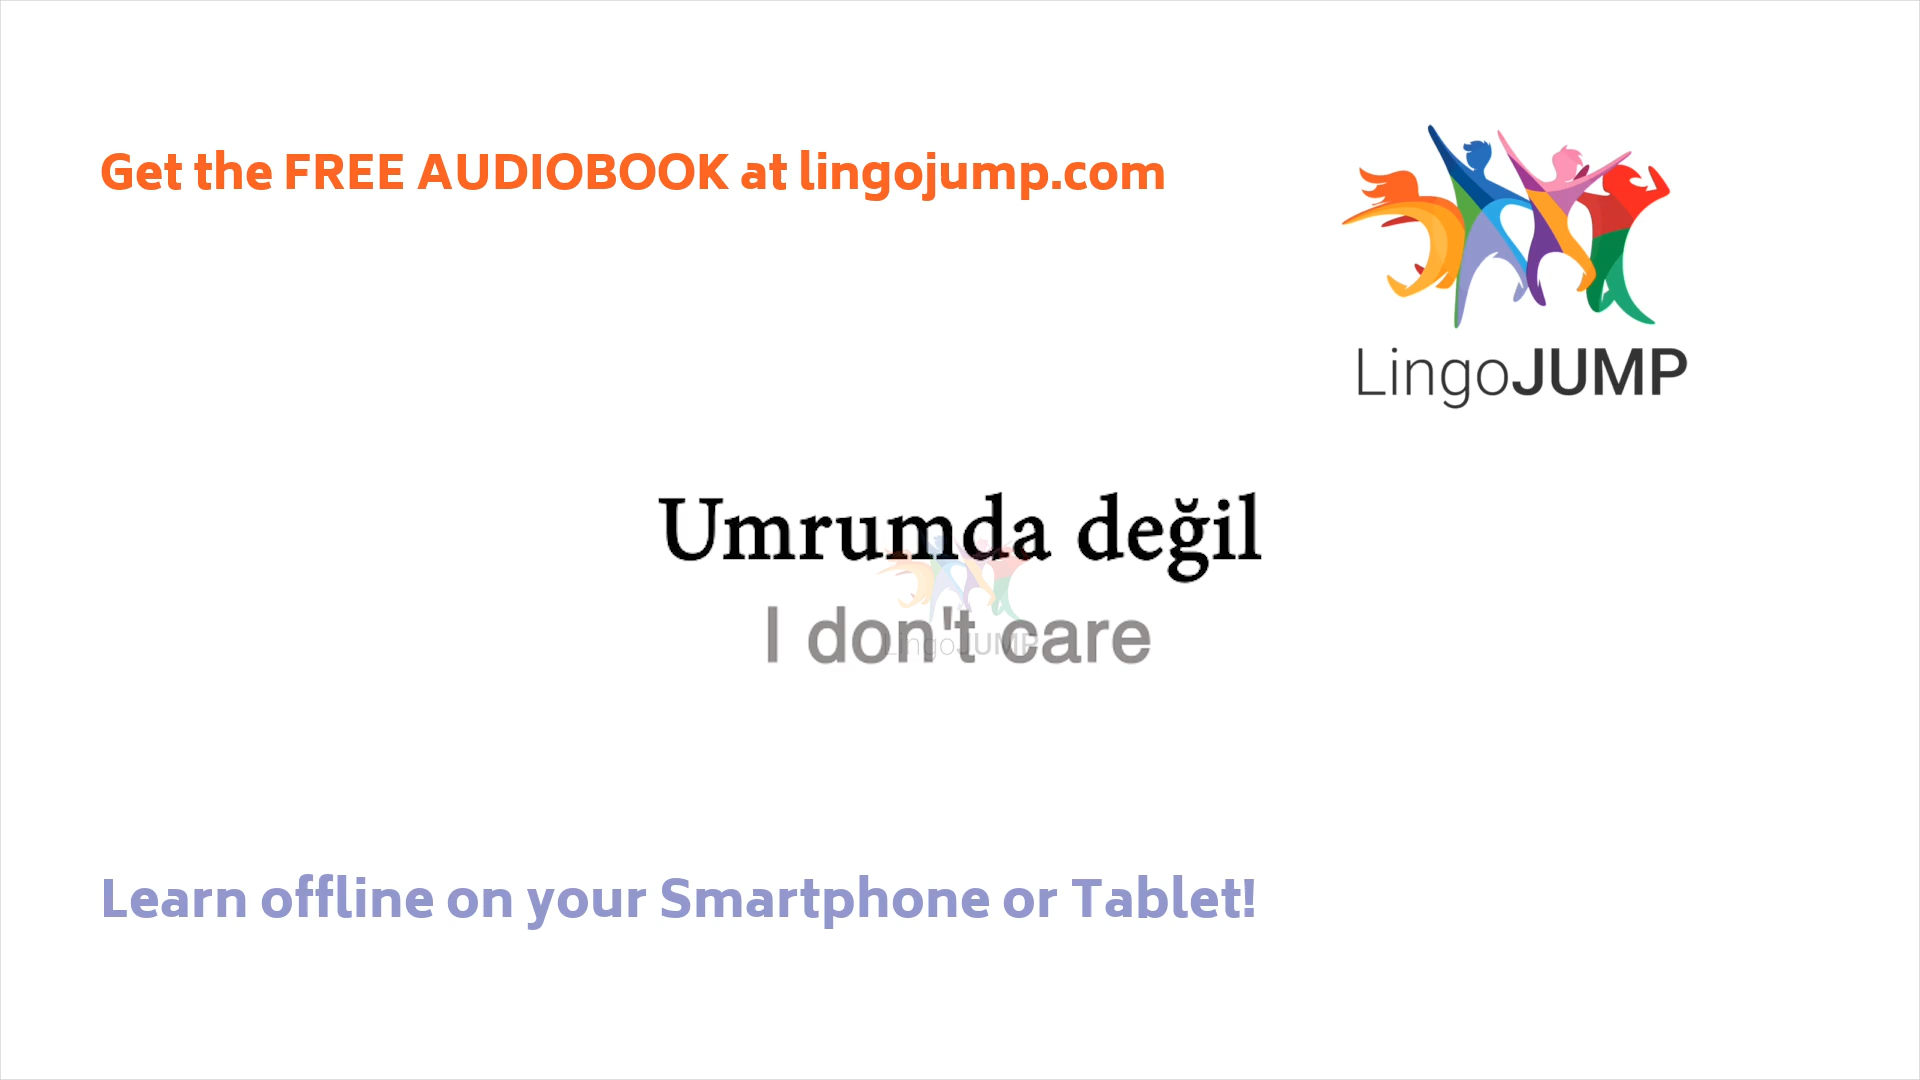 Get the FREE AUDIOBOOK at lingojump.com
LingoJUMP
Umrumda değil
I don't care
LingoJUMP
Learn offline on your Smartphone or Tablet!